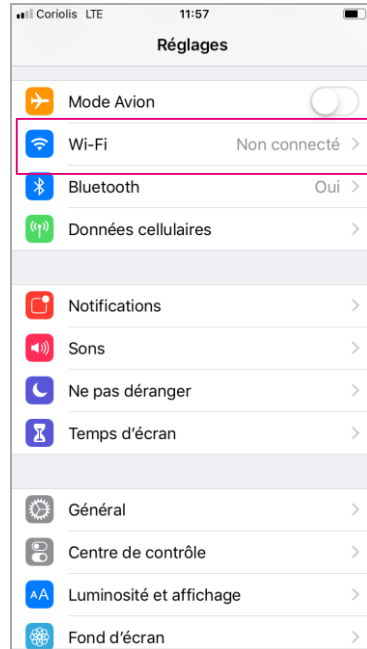 Coriolis LTE 11:57
Réglages
Mode Avion
Wi-Fi Non connecté
Bluetooth Oui
Données cellulaires
Notifications
Sons
Ne pas déranger
Temps d'écran
Général
Centre de contrôle
AA Luminosité et affichage
Fond d'écran